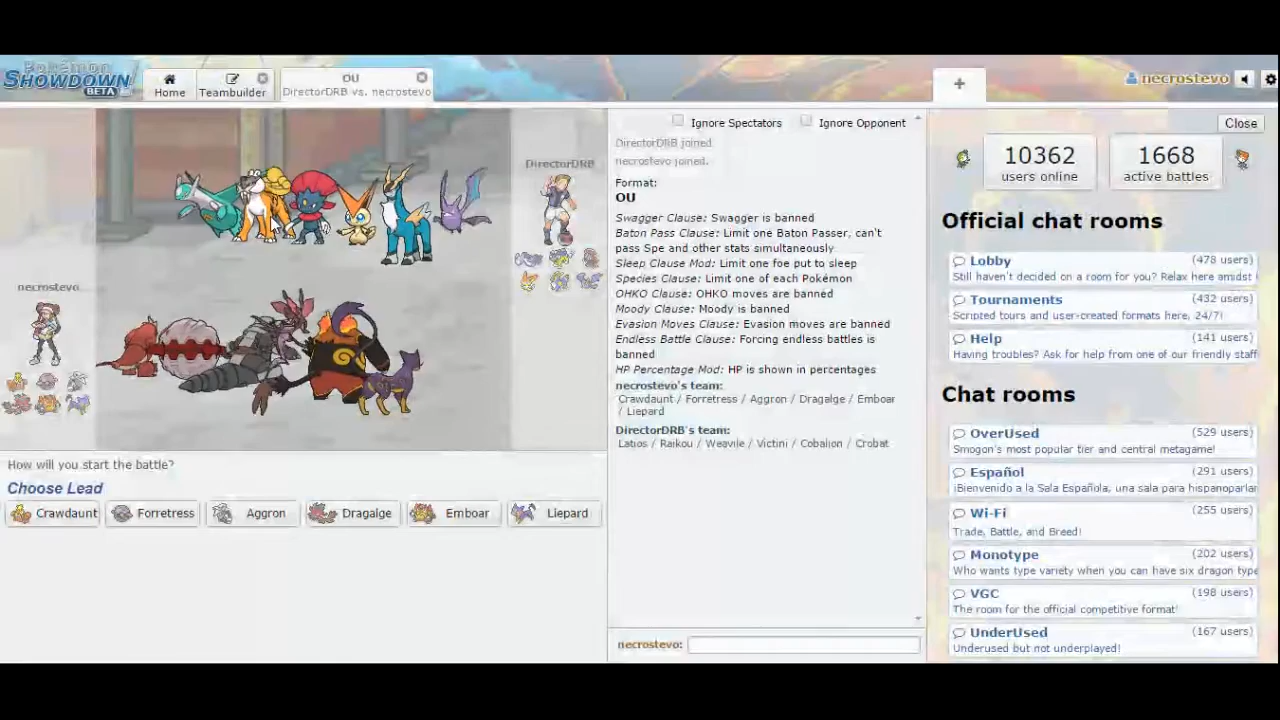 Pokémon
SHOWDOWN
BETA
Home
Teambuilder
OU
DirectorDRB vs. necrostevo
+
necrostevo
DirectorDRB
necrostevo
How will you start the battle?
Choose Lead
Crawdaunt
Forretress
Aggron
Dragalge
Emboar
Liepard
Ignore Spectators
Ignore Opponent
DirectorDRB joined.
necrostevo joined.
Format:
OU
Swagger Clause: Swagger is banned
Baton Pass Clause: Limit one Baton Passer, can't
pass Spe and other stats simultaneously
Sleep Clause Mod: Limit one foe put to sleep
Species Clause: Limit one of each Pokémon
OHKO Clause: OHKO moves are banned
Moody Clause: Moody is banned
Evasion Moves Clause: Evasion moves are banned
Endless Battle Clause: Forcing endless battles is
banned
HP Percentage Mod: HP is shown in percentages
necrostevo's team:
Crawdaunt / Forretress / Aggron / Dragalge / Emboar
/ Liepard
DirectorDRB's team:
Latios / Raikou / Weavile / Victini / Cobalion / Crobat
necrostevo:
Close
10362
users online
1668
active battles
Official chat rooms
Lobby
(478 users)
Still haven't decided on a room for you? Relax here amidst
Tournaments
(432 users)
Scripted tours and user-created formats here, 24/7!
Help
(141 users)
Having troubles? Ask for help from one of our friendly staff
Chat rooms
OverUsed
(529 users)
Smogon's most popular tier and central metagame!
Español
(291 users)
¡Bienvenido a la Sala Española, una sala para hispanoparlan
Wi-Fi
(255 users)
Trade, Battle, and Breed!
Monotype
(202 users)
Who wants type variety when you can have six dragon type
VGC
(198 users)
The room for the official competitive format!
UnderUsed
(167 users)
Underused but not underplayed!